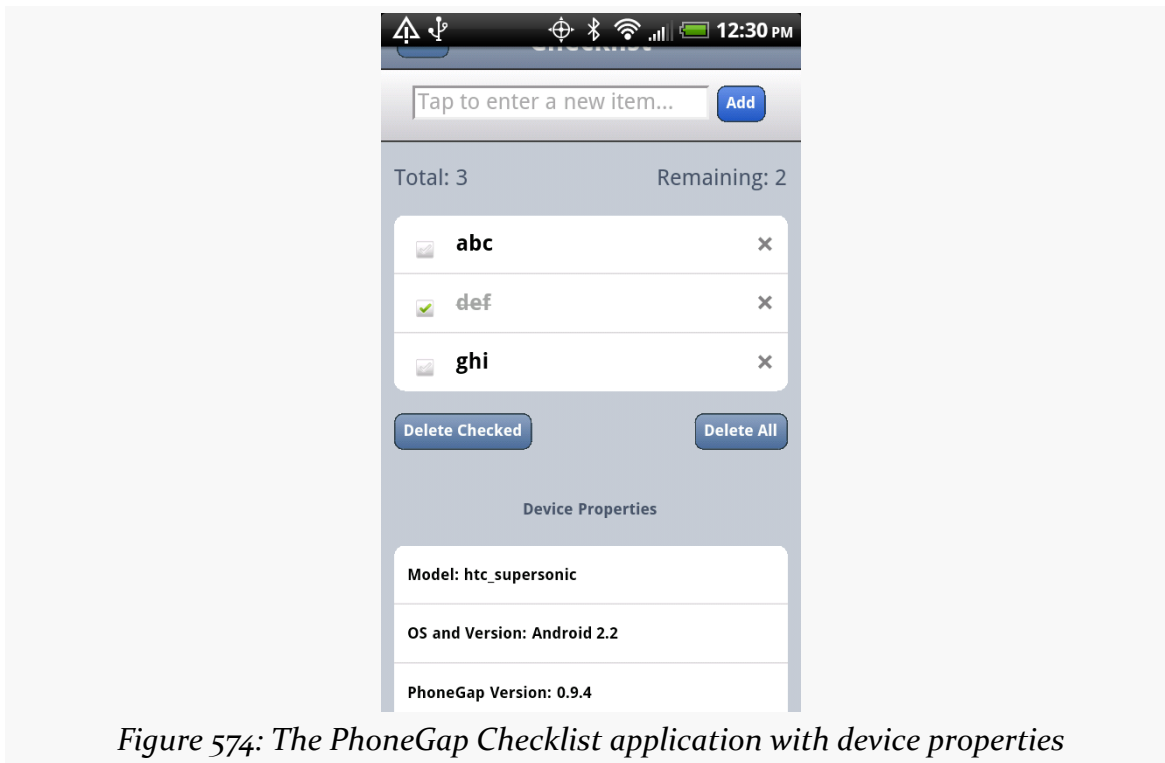 12:30 PM
Checklist
Tap to enter a new item...
Add
Total: 3
Remaining: 2
abc
def
ghi
Delete Checked
Delete All
Device Properties
Model: htc_supersonic
OS and Version: Android 2.2
PhoneGap Version: 0.9.4
Figure 574: The PhoneGap Checklist application with device properties